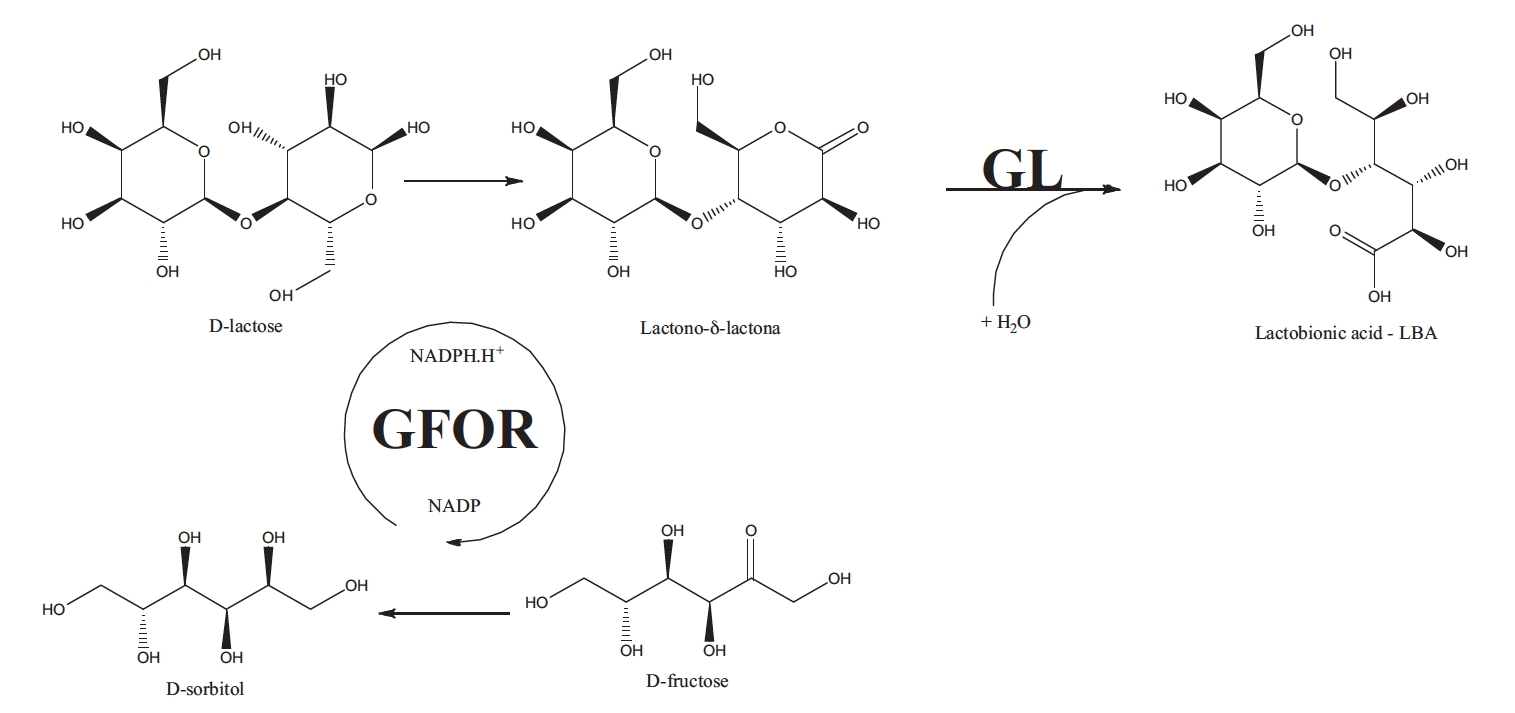 OH
HO
OH
HO
O
HO
O
OH
O
HO
OH
OH
D-lactose
OH
HO
HO
O
O
O
HO
O
HO
OH
HO
Lactono-δ-lactona
GL
+ H₂O
OH
OH
HO
OH
O
HO
O
OH
OH
O
OH
OH
Lactobionic acid - LBA
NADPH.H⁺
GFOR
NADP
OH
OH
OH
HO
OH
OH
D-sorbitol
OH
O
OH
HO
OH
OH
D-fructose